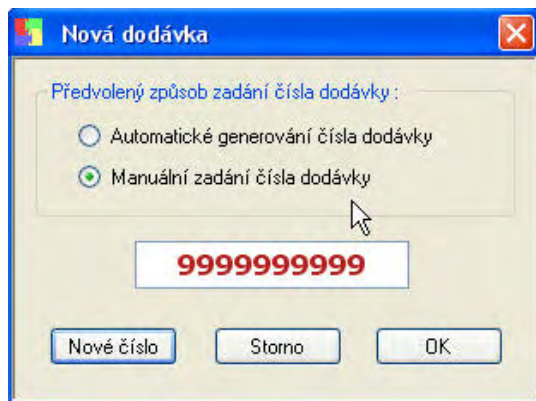 Nová dodávka
Předvolený způsob zadání čísla dodávky :
Automatické generování čísla dodávky
Manuální zadání čísla dodávky
9999999999
Nové číslo Storno OK